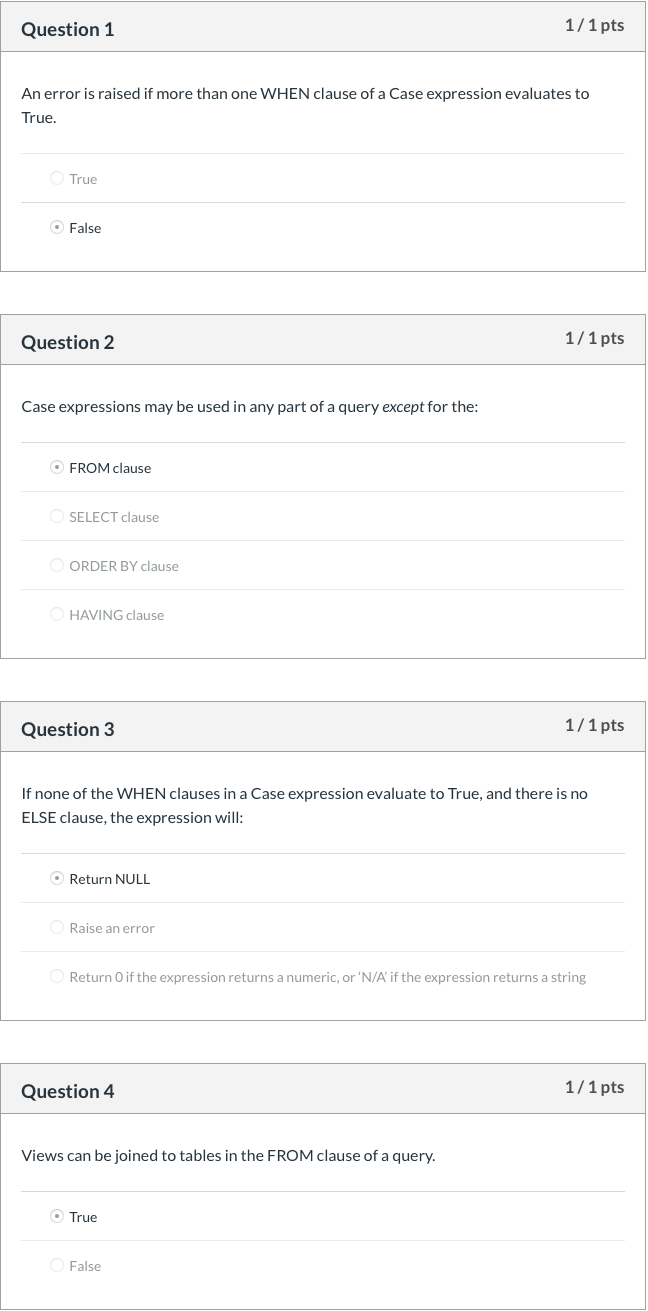 Question 1
1 / 1 pts
An error is raised if more than one WHEN clause of a Case expression evaluates to
True.
True
False
Question 2
1 / 1 pts
Case expressions may be used in any part of a query except for the:
FROM clause
SELECT clause
ORDER BY clause
HAVING clause
Question 3
1 / 1 pts
If none of the WHEN clauses in a Case expression evaluate to True, and there is no
ELSE clause, the expression will:
Return NULL
Raise an error
Return 0 if the expression returns a numeric, or ‘N/A’ if the expression returns a string
Question 4
1 / 1 pts
Views can be joined to tables in the FROM clause of a query.
True
False